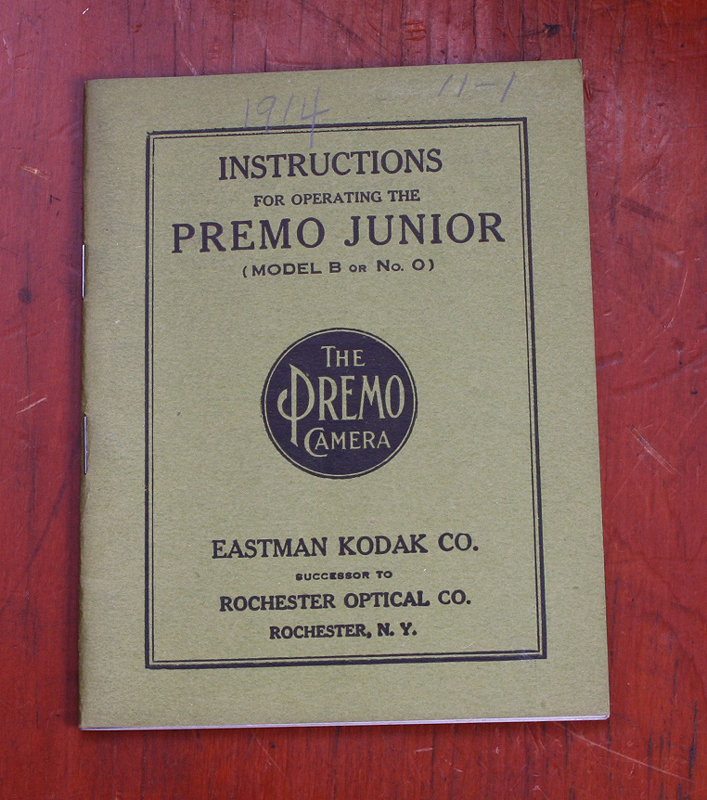 1914 11-1
INSTRUCTIONS
FOR OPERATING THE
PREMO JUNIOR
(MODEL B OR No. O)
THE
PREMO
CAMERA
EASTMAN KODAK CO.
SUCCESSOR TO
ROCHESTER OPTICAL CO.
ROCHESTER, N. Y.